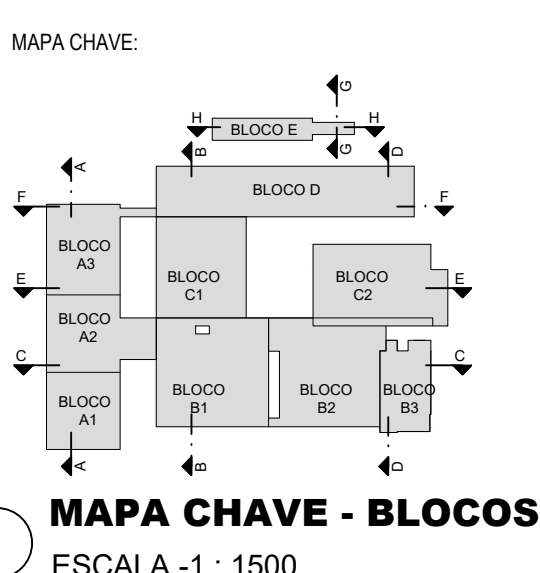 MAPA CHAVE:
G
H
BLOCO E
H
B
G
D
A
BLOCO D
F
F
BLOCO
A3
BLOCO
C1
BLOCO
C2
E
E
BLOCO
A2
C
C
BLOCO
A1
BLOCO
B1
BLOCO
B2
BLOCO
B3
A
B
D
MAPA CHAVE - BLOCOS
ESCALA -1 : 1500